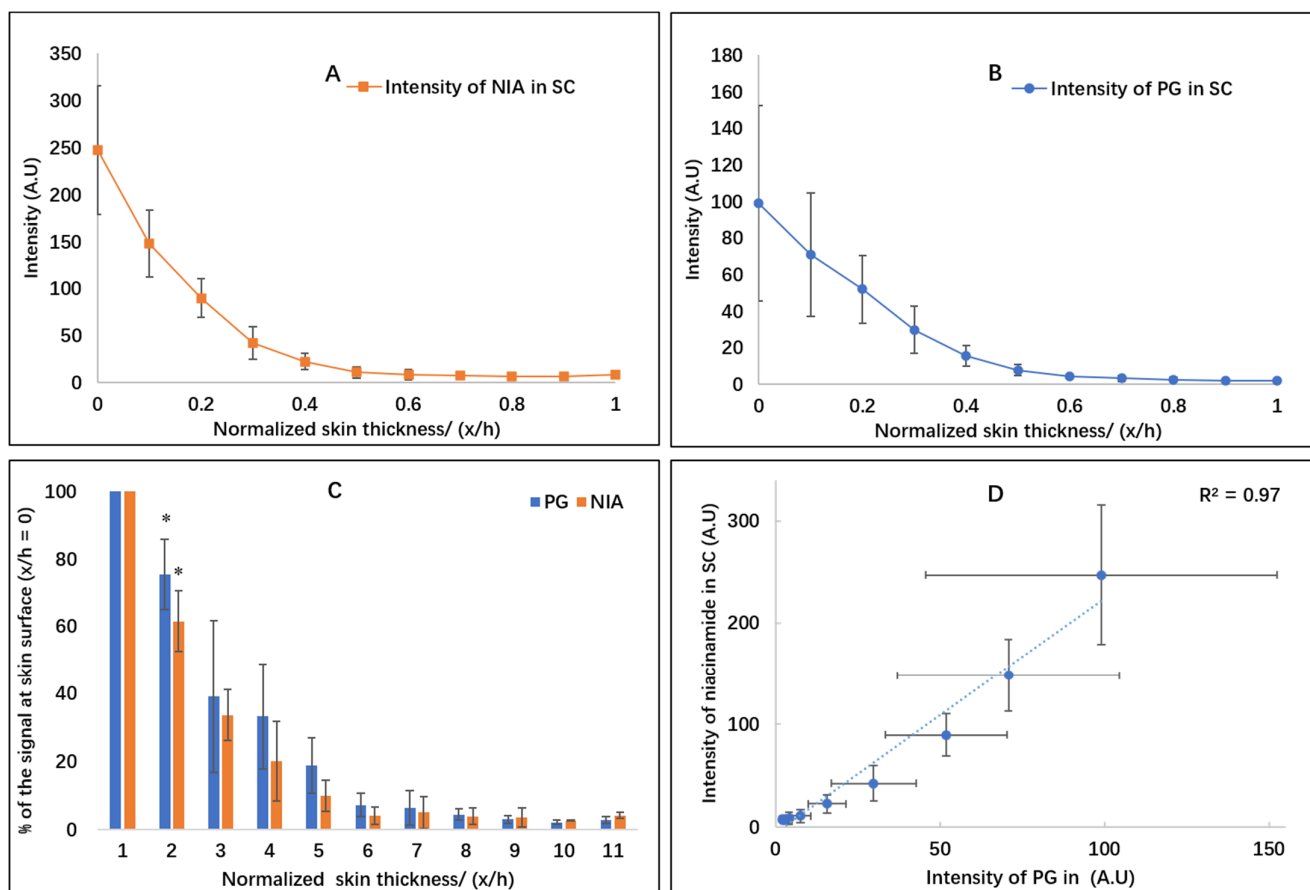 A
Intensity of NIA in SC
350
300
250
200
150
100
50
0
Intensity (A.U)
0 0.2 0.4 0.6 0.8 1
Normalized skin thickness/ (x/h)
B
Intensity of PG in SC
180
160
140
120
100
80
60
40
20
0
Intensity (A.U)
0 0.2 0.4 0.6 0.8 1
Normalized skin thickness/ (x/h)
C
PG NIA
100
80
60
40
20
0
% of the signal at skin surface (x/h = 0)
*
*
1 2 3 4 5 6 7 8 9 10 11
Normalized skin thickness/ (x/h)
D
R² = 0.97
300
200
100
0
Intensity of niacinamide in SC (A.U)
0 50 100 150
Intensity of PG in (A.U)